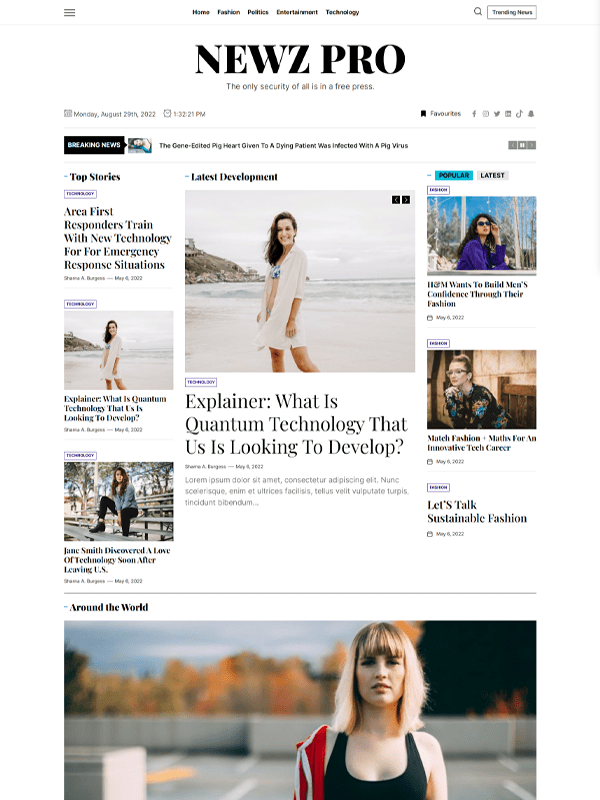 Home Fashion Politics Entertainment Technology
Trending News
NEWZ PRO
The only security of all is in a free press.
Monday, August 29th, 2022 1:32:21 PM
Favourites
BREAKING NEWS
The Gene-Edited Pig Heart Given To A Dying Patient Was Infected With A Pig Virus
Top Stories
TECHNOLOGY
Area First
Responders Train
With New Technology
For For Emergency
Response Situations
Sharna A. Burgess — May 6, 2022
TECHNOLOGY
Explainer: What Is Quantum
Technology That Us Is
Looking To Develop?
Sharna A. Burgess — May 6, 2022
TECHNOLOGY
Jane Smith Discovered A Love
Of Technology Soon After
Leaving U.S.
Sharna A. Burgess — May 6, 2022
Latest Development
TECHNOLOGY
Explainer: What Is
Quantum Technology That
Us Is Looking To Develop?
Sharna A. Burgess — May 6, 2022
Lorem ipsum dolor sit amet, consectetur adipiscing elit. Nunc
scelerisque, enim et ultrices facilisis, tellus velit vulputate turpis,
tincidunt bibendum...
POPULAR LATEST
FASHION
H&M Wants To Build Men'S
Confidence Through Their
Fashion
May 6, 2022
FASHION
Match Fashion + Maths For An
Innovative Tech Career
May 6, 2022
FASHION
Let'S Talk
Sustainable Fashion
May 6, 2022
Around the World